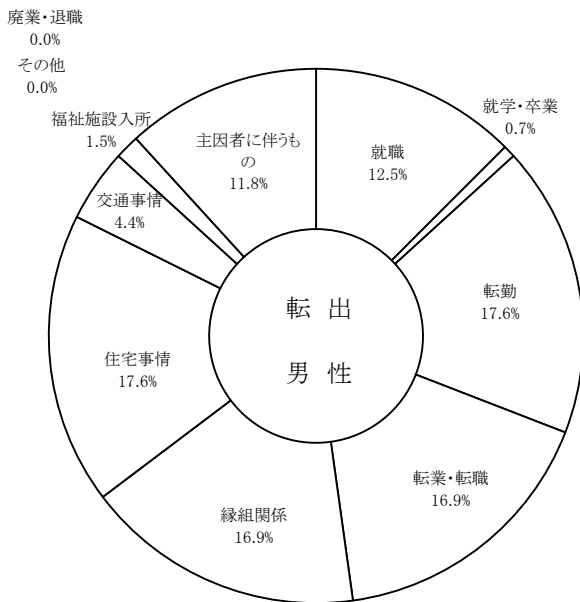 廃業・退職
0.0%
その他
0.0%
福祉施設入所
1.5%
主因者に伴うも
の
11.8%
就職
12.5%
就学・卒業
0.7%
交通事情
4.4%
転勤
17.6%
転 出
男 性
住宅事情
17.6%
転業・転職
16.9%
縁組関係
16.9%